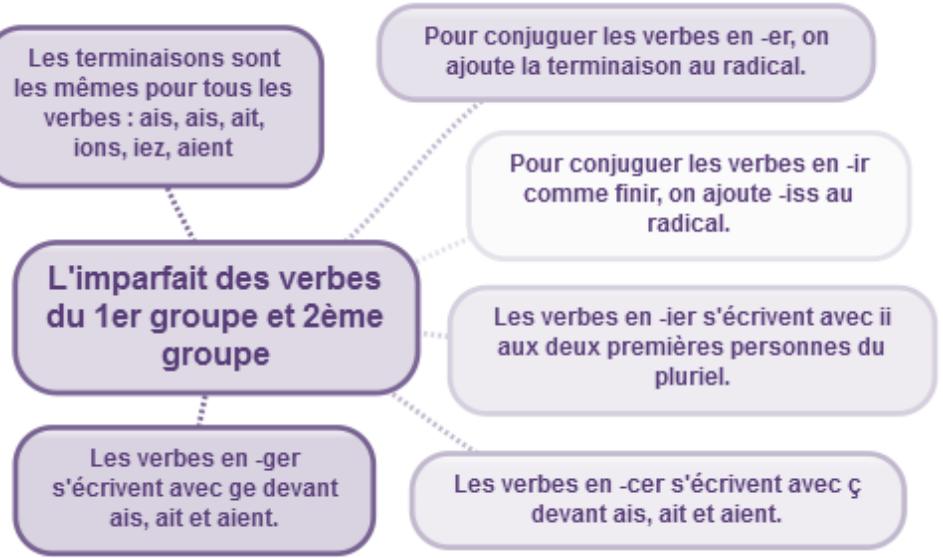 Les terminaisons sont
les mêmes pour tous les
verbes : ais, ais, ait,
ions, iez, aient
Pour conjuguer les verbes en -er, on
ajoute la terminaison au radical.
Pour conjuguer les verbes en -ir
comme finir, on ajoute -iss au
radical.
L'imparfait des verbes
du 1er groupe et 2ème
groupe
Les verbes en -ier s'écrivent avec ii
aux deux premières personnes du
pluriel.
Les verbes en -ger
s'écrivent avec ge devant
ais, ait et aient.
Les verbes en -cer s'écrivent avec ç
devant ais, ait et aient.